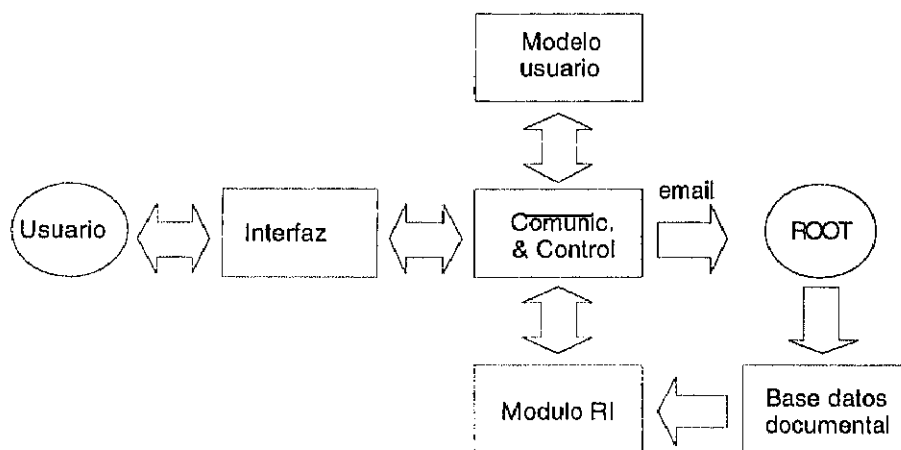 Modelo
usuario
email
Usuario
Interfaz
Comunic.
& Control
ROOT
Modulo RI
Base datos
documental